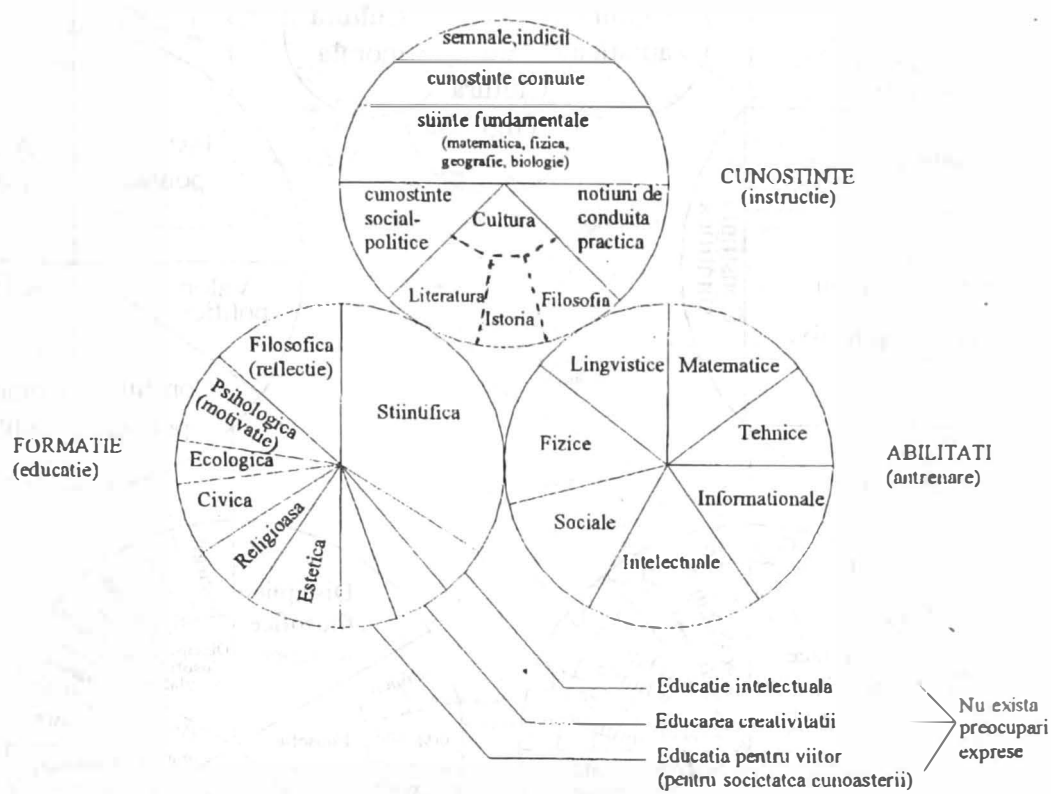 semnale,indicii
cunostinte comune
stiinte fundamentale
(matematica, fizica,
geografie, biologie)
cunostinte
social-
politice
Cultura
notiuni de
conduita
practica
Literatura
Istoria
Filosofia
CUNOSTINTE
(instructie)
Filosofica
(reflectie)
Psihologica
(motivatie)
Ecologica
Civica
Religioasa
Estetica
Stiintifica
FORMATIE
(educatie)
Lingvistice
Matematice
Tehnice
Informationale
Intelectuale
Sociale
Fizice
ABILITATI
(antrenare)
Educatie intelectuala
Educarea creativitatii
Educatia pentru viitor
(pentru societatea cunoasterii)
Nu exista
preocupari
exprese